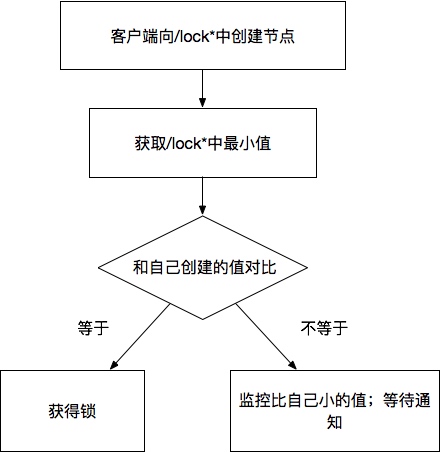 客户端向/lock*中创建节点
获取/lock*中最小值
和自己创建的值对比
等于
不等于
获得锁
监控比自己小的值；等待通
知